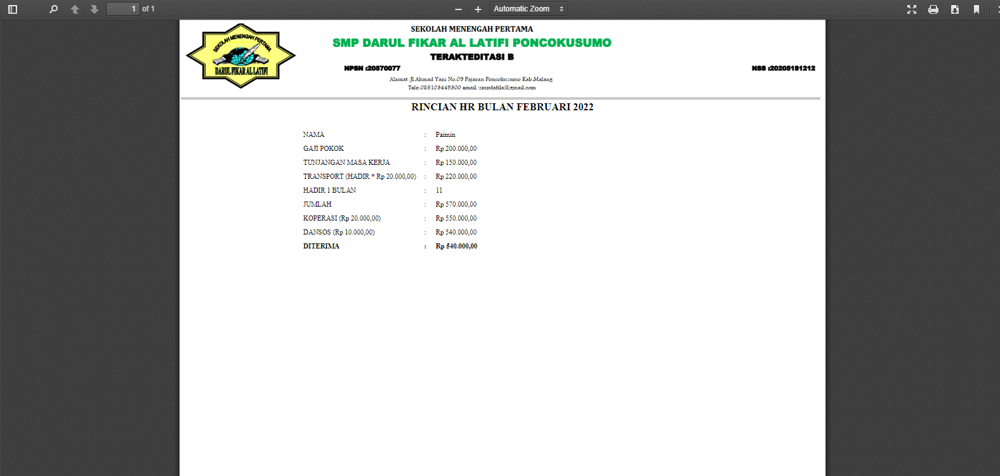 1 of 1
Automatic Zoom
SEKOLAH MENENGAH PERTAMA
DARUL FIKAR AL LATIFI
SEKOLAH MENENGAH PERTAMA
SMP DARUL FIKAR AL LATIFI PONCOKUSUMO
TERAKTEDITASI B
NPSN :20570077 NSS :20205181212
Alamat :Jl.Ahmad Yani No.09 Pajaran Poncokusumo Kab.Malang
Telp.085103449300 email :smpdafila@gmail.com
RINCIAN HR BULAN FEBRUARI 2022
NAMA : Paimin
GAJI POKOK : Rp 200.000,00
TUNJANGAN MASA KERJA : Rp 150.000,00
TRANSPORT (HADIR * Rp 20.000,00) : Rp 220.000,00
HADIR 1 BULAN : 11
JUMLAH : Rp 570.000,00
KOPERASI (Rp 20.000,00) : Rp 550.000,00
DANSOS (Rp 10.000,00) : Rp 540.000,00
DITERIMA : Rp 540.000,00